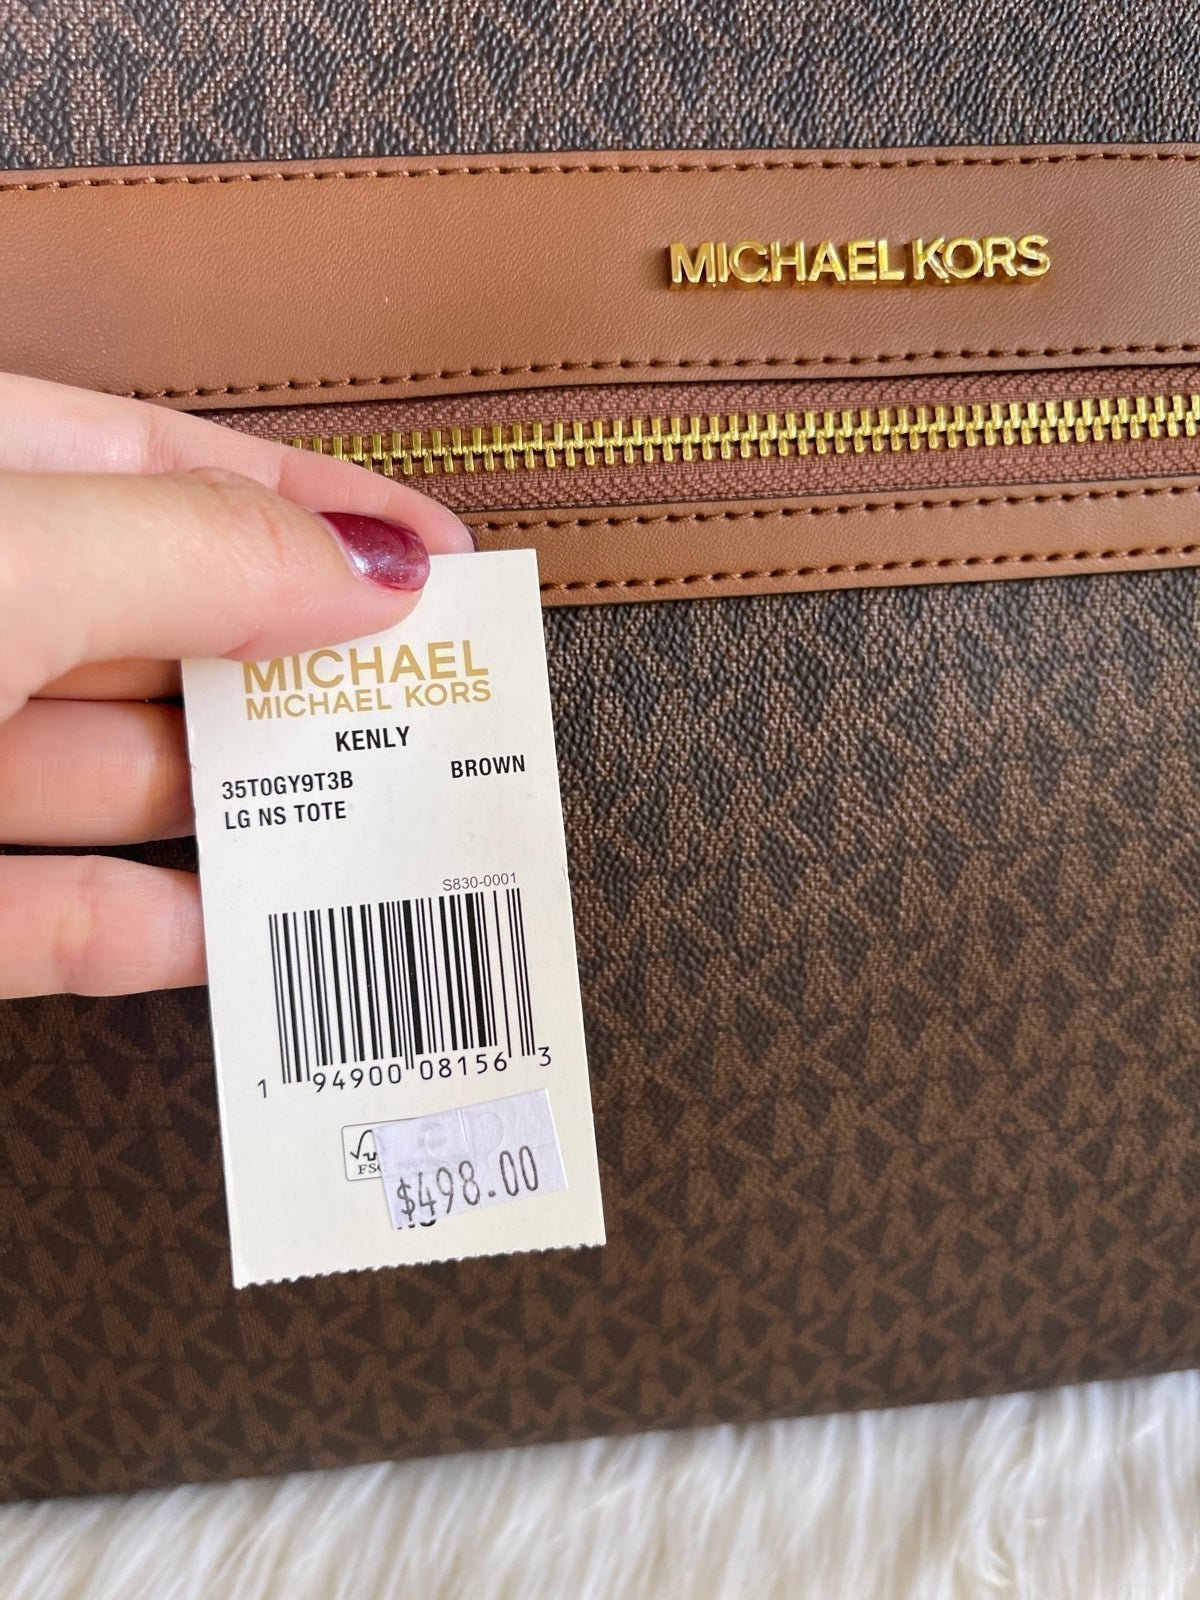 MICHAEL KORS
MICHAEL
MICHAEL KORS
KENLY
35T0GY9T3B BROWN
LG NS TOTE
S830-0001
1 94900 08156 3
FSC
$498.00